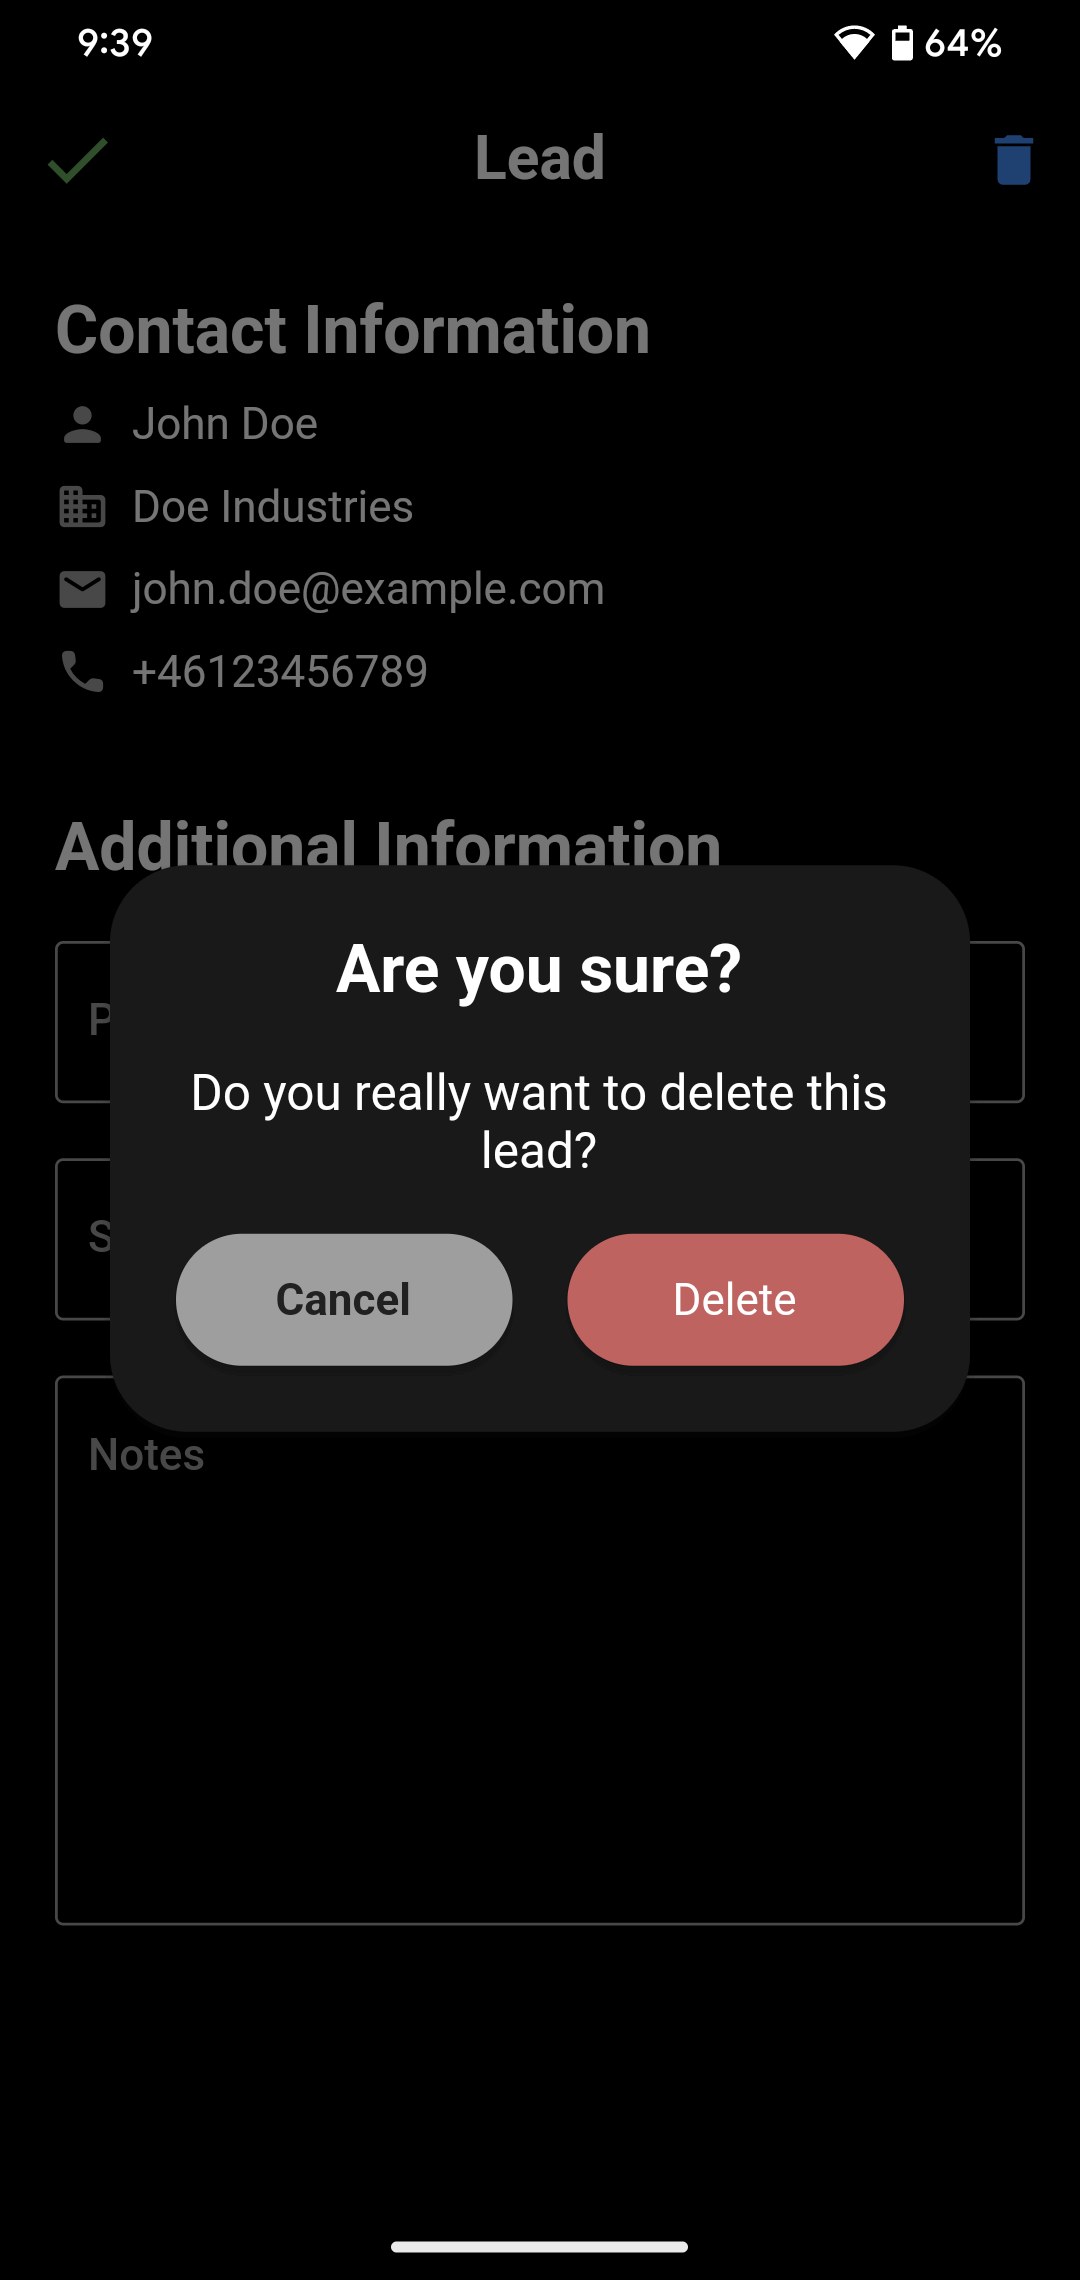 9:39
64%
Lead
Contact Information
John Doe
Doe Industries
john.doe@example.com
+46123456789
Additional Information
Are you sure?
Do you really want to delete this
lead?
Cancel
Delete
Notes